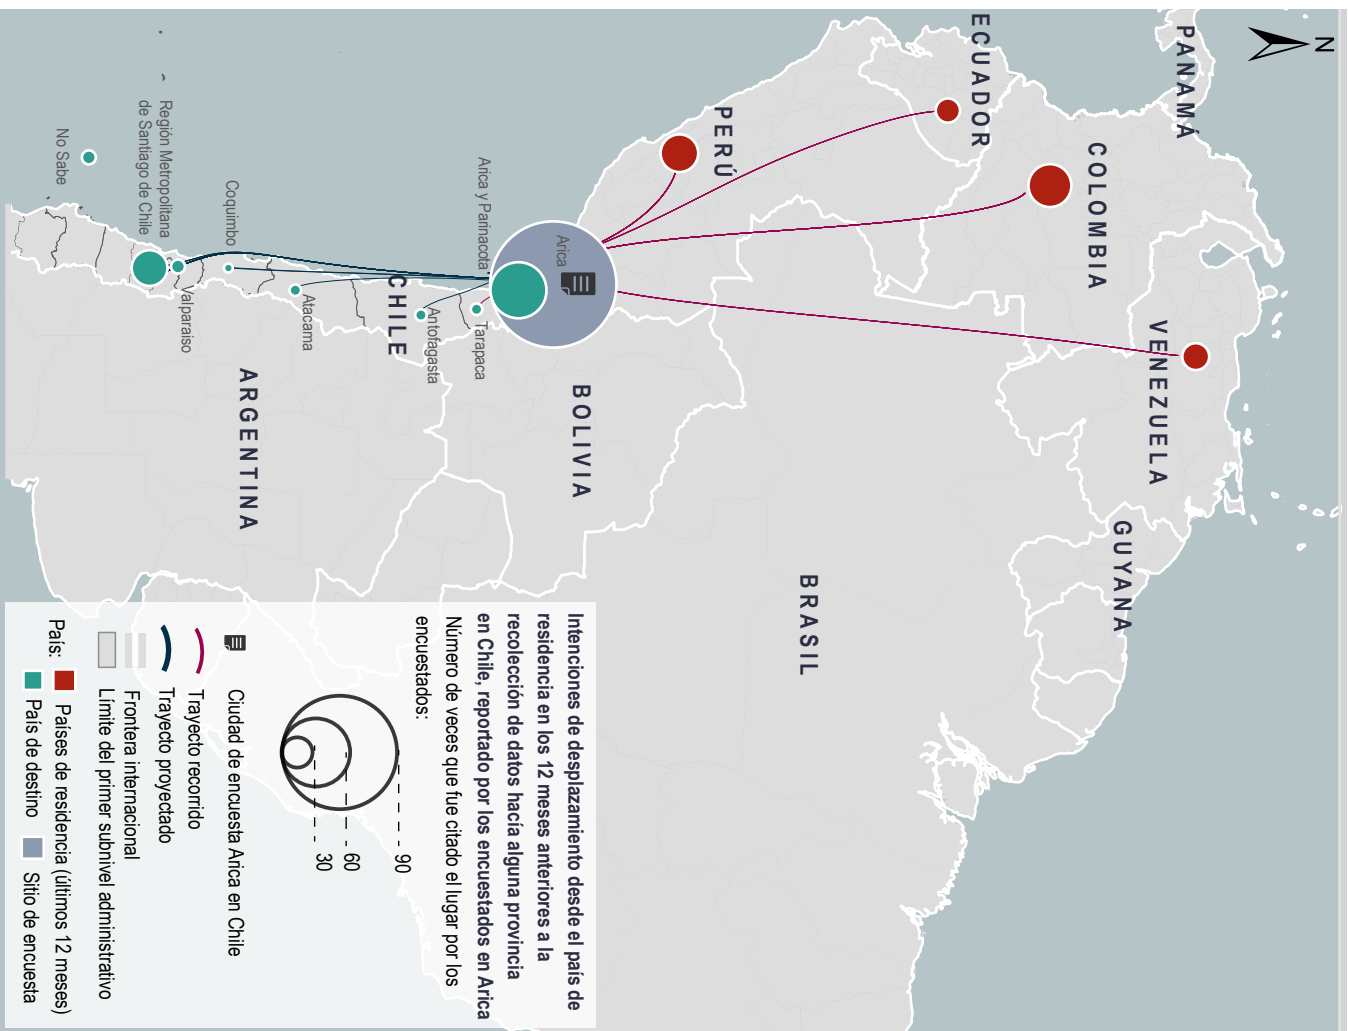 N
PANAMÁ
ECUADOR
COLOMBIA
VENEZUELA
GUYANA
PERÚ
BRASIL
BOLIVIA
CHILE
ARGENTINA
Arica
Arica y Parinacota
Tarapaca
Antofagasta
Atacama
Coquimbo
Valparaiso
Región Metropolitana
de Santiago de Chile
No Sabe
Intenciones de desplazamiento desde el país de
residencia en los 12 meses anteriores a la
recolección de datos hacía alguna provincia
en Chile, reportado por los encuestados en Arica
Número de veces que fue citado el lugar por los
encuestados:
90
60
30
Ciudad de encuesta Arica en Chile
Trayecto recorrido
Trayecto proyectado
Frontera internacional
Límite del primer subnivel administrativo
País:
Países de residencia (últimos 12 meses)
País de destino
Sitio de encuesta